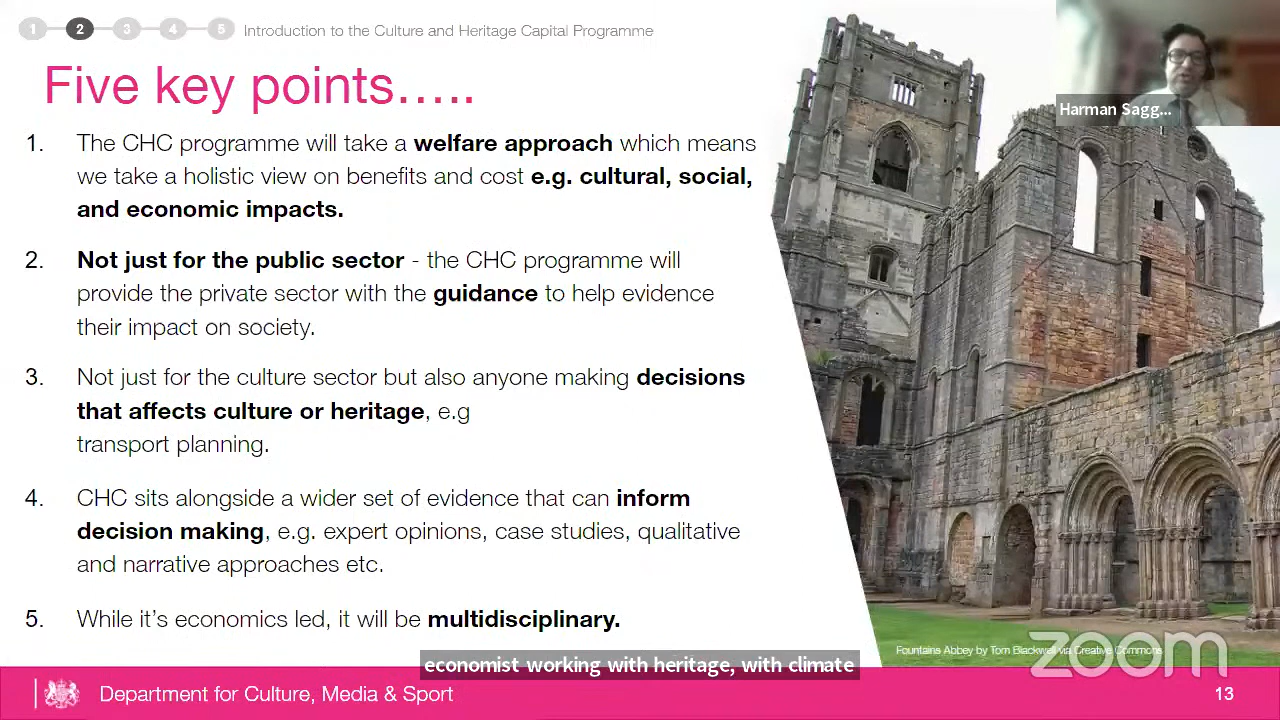 1 2 3 4 5 Introduction to the Culture and Heritage Capital Programme
Five key points…..
Harman Sagg...
1. The CHC programme will take a welfare approach which means
we take a holistic view on benefits and cost e.g. cultural, social,
and economic impacts.
2. Not just for the public sector - the CHC programme will
provide the private sector with the guidance to help evidence
their impact on society.
3. Not just for the culture sector but also anyone making decisions
that affects culture or heritage, e.g
transport planning.
4. CHC sits alongside a wider set of evidence that can inform
decision making, e.g. expert opinions, case studies, qualitative
and narrative approaches etc.
5. While it’s economics led, it will be multidisciplinary.
Fountains Abbey by Tom Blackwell via Creative Commons
zoom
economist working with heritage, with climate
Department for Culture, Media & Sport
13